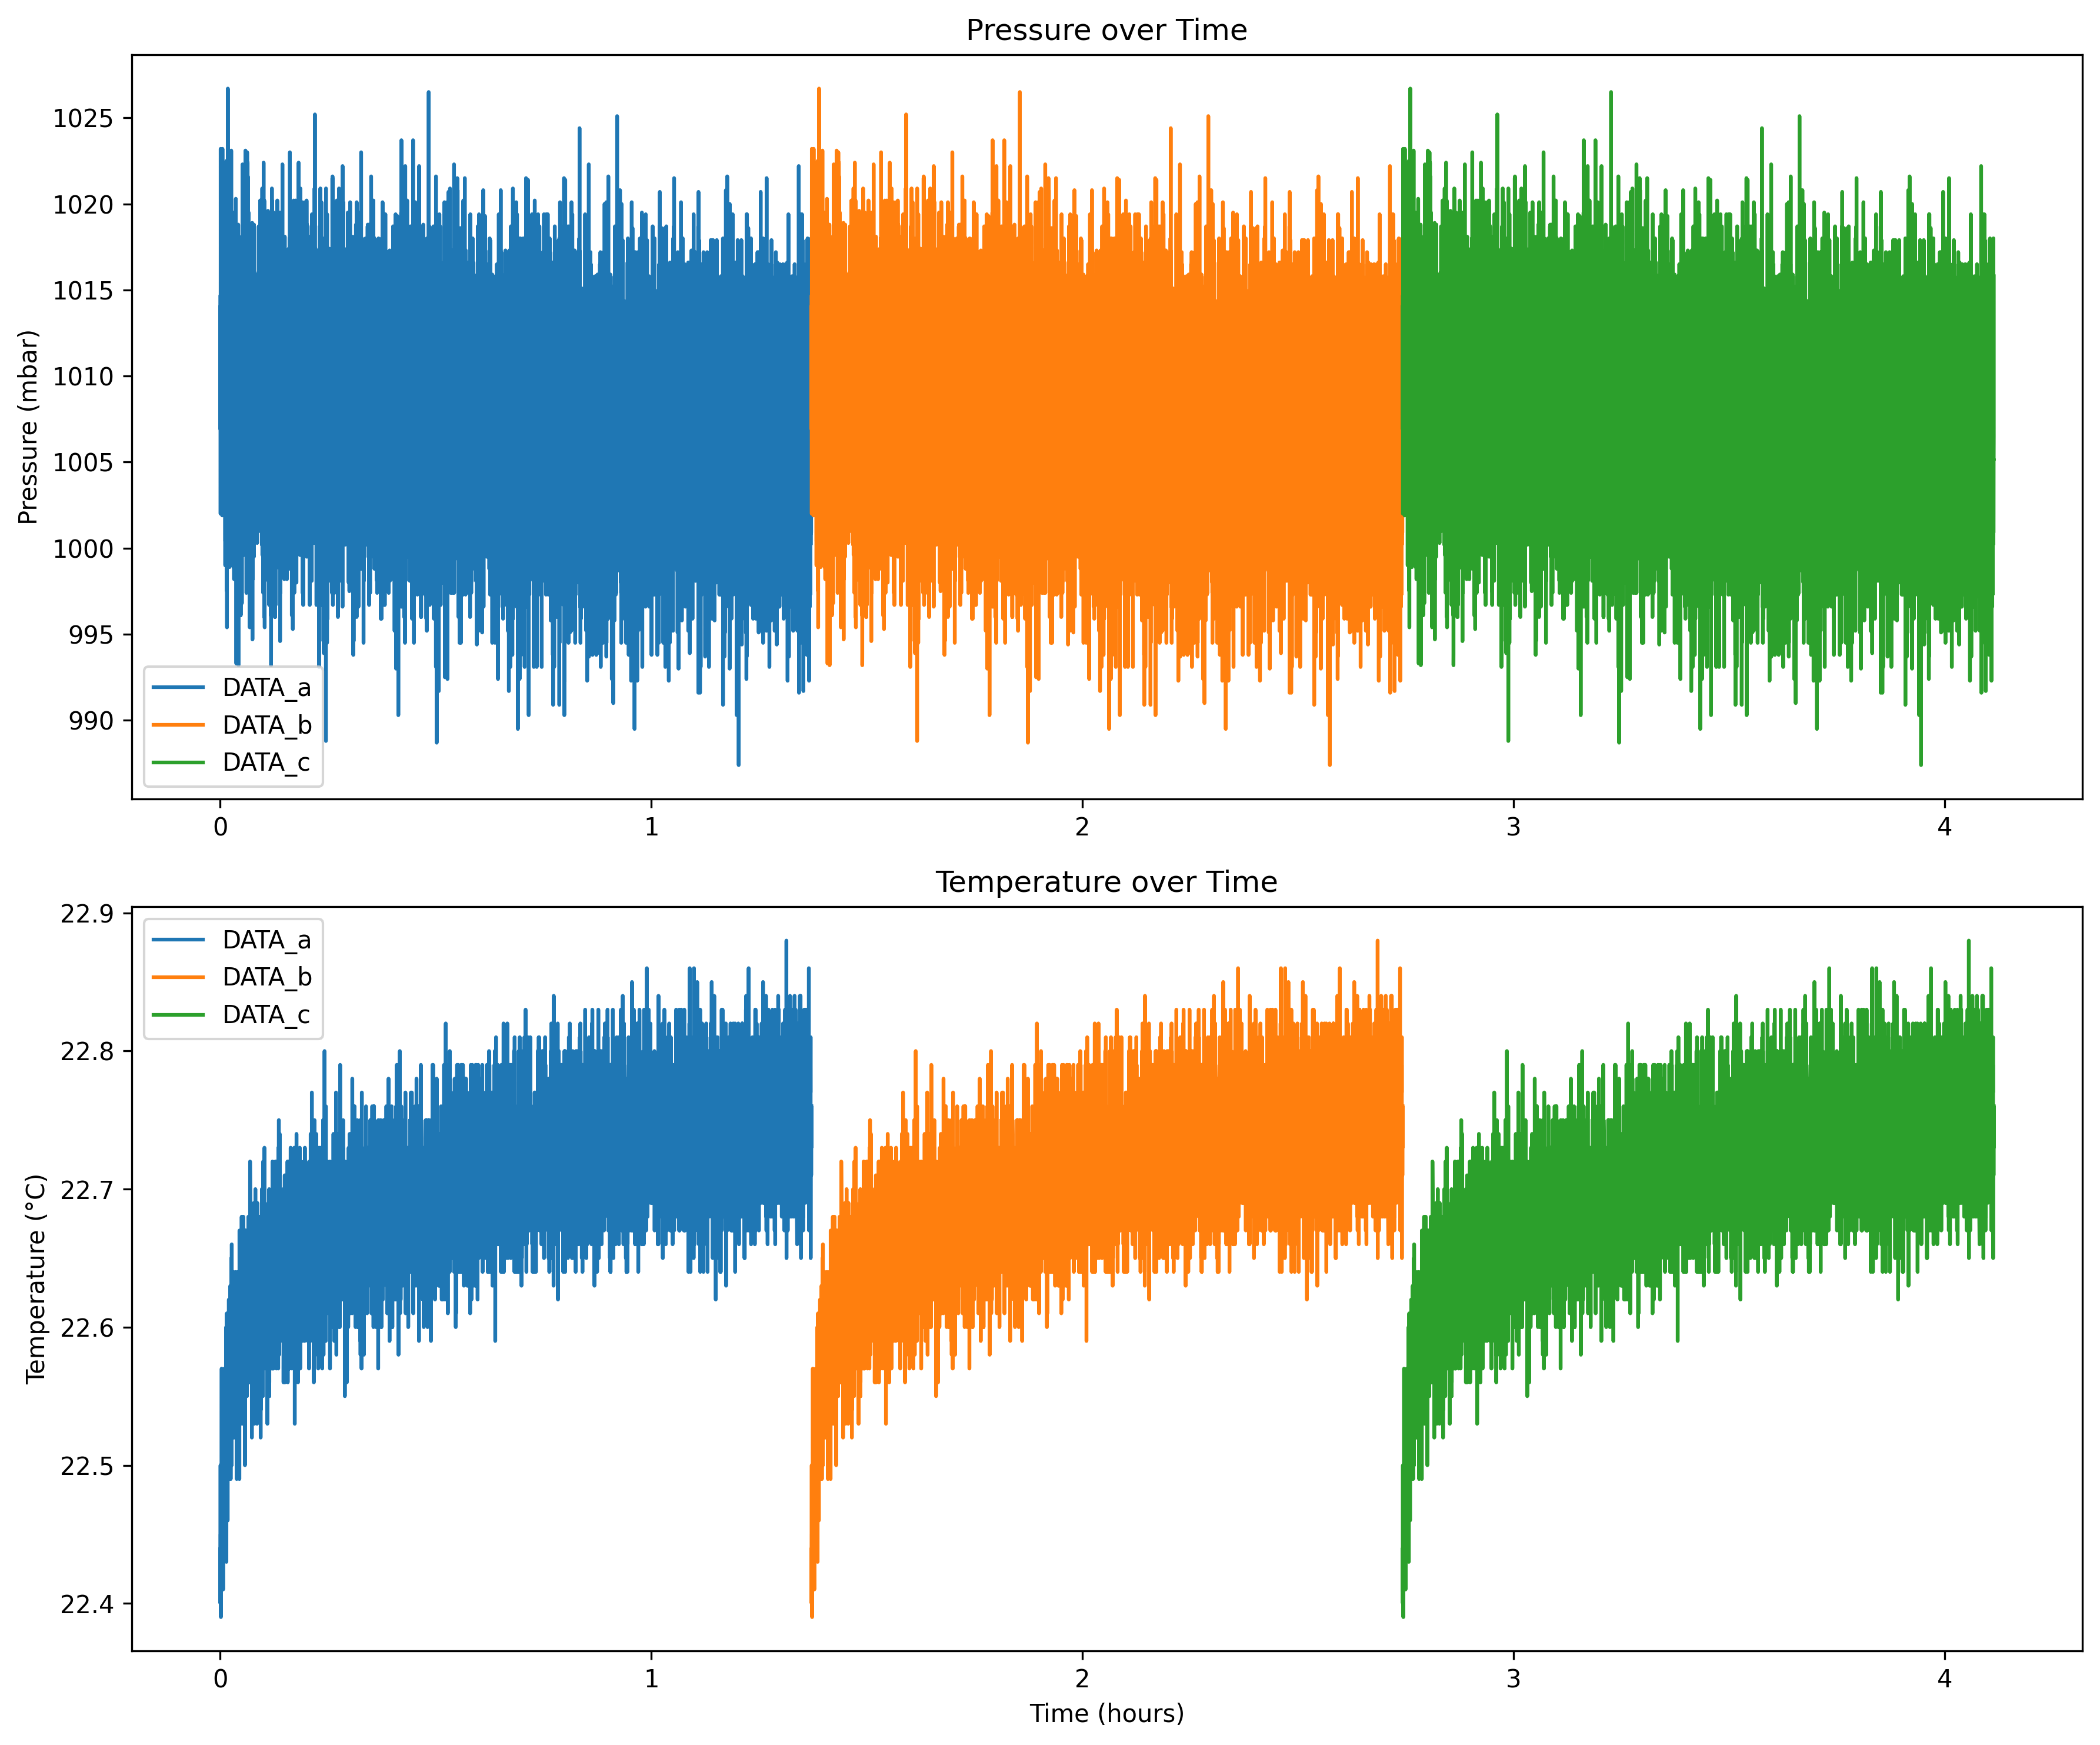 Pressure over Time
Pressure (mbar)
1025
1020
1015
1010
1005
1000
995
990
DATA_a
DATA_b
DATA_c
0 1 2 3 4
Temperature over Time
Temperature (°C)
22.9
22.8
22.7
22.6
22.5
22.4
DATA_a
DATA_b
DATA_c
0 1 2 3 4
Time (hours)